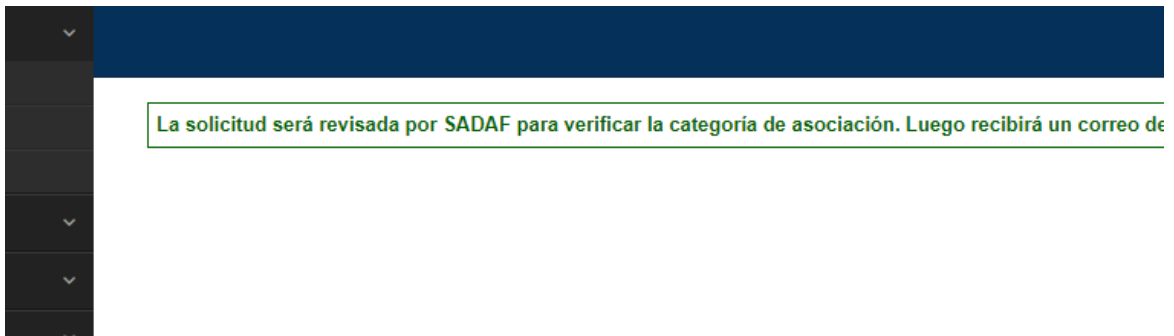 La solicitud será revisada por SADAF para verificar la categoría de asociación. Luego recibirá un correo de